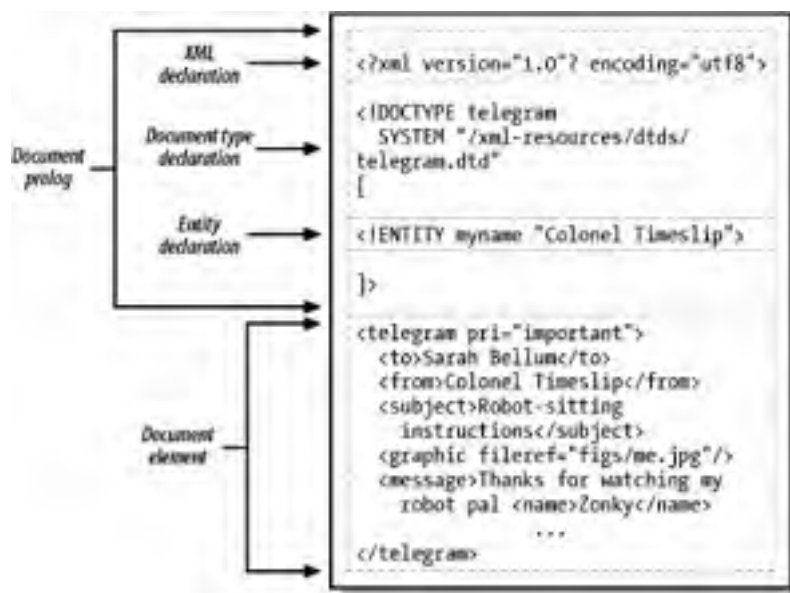 XML
declaration
<?xml version="1.0"? encoding="utf8">
Document type
declaration
<!DOCTYPE telegram
SYSTEM "/xml-resources/dtds/
telegram.dtd"
[
Document
prolog
Entity
declaration
<!ENTITY myname "Colonel Timeslip">
]>
<telegram pri="important">
<to>Sarah Bellum</to>
<from>Colonel Timeslip</from>
<subject>Robot-sitting
instructions</subject>
<graphic fileref="figs/me.jpg"/>
<message>Thanks for watching my
robot pal <name>Zonky</name>
...
</telegram>
Document
element